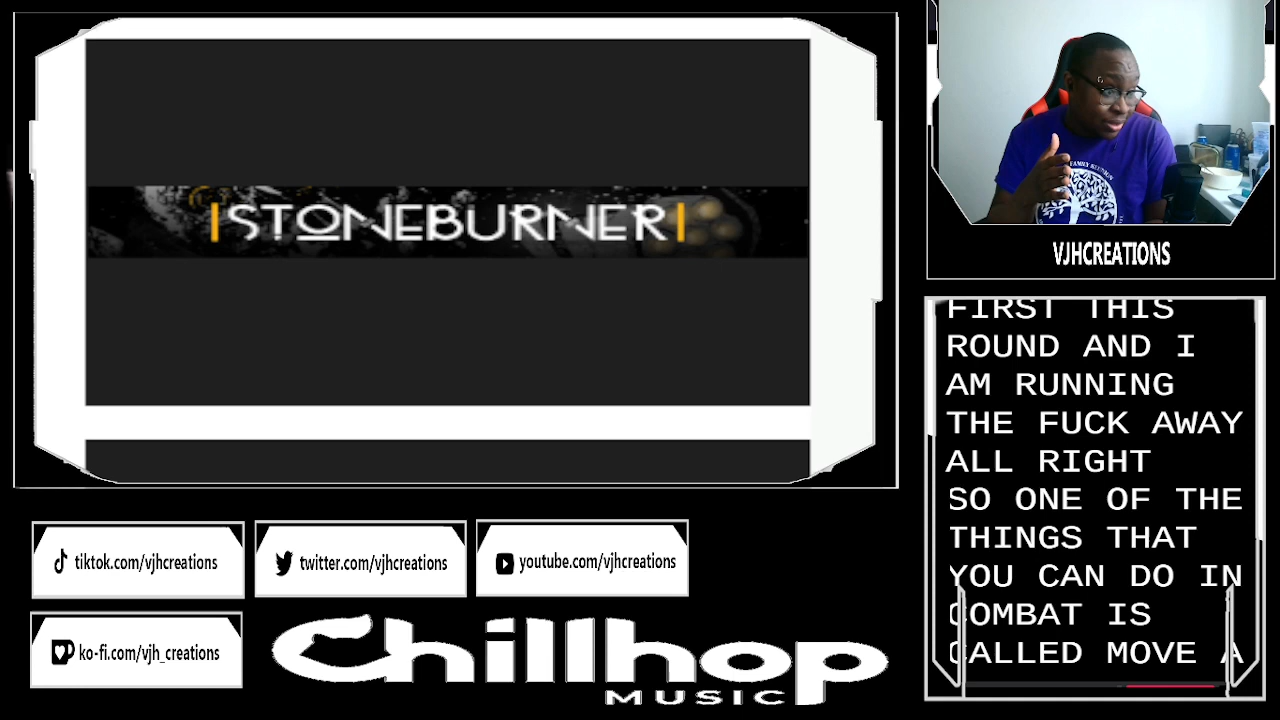 |STONEBURNER|
VJHCREATIONS
FIRST THIS
ROUND AND I
AM RUNNING
THE FUCK AWAY
ALL RIGHT
SO ONE OF THE
THINGS THAT
YOU CAN DO IN
COMBAT IS
CALLED MOVE A
tiktok.com/vjhcreations
twitter.com/vjhcreations
youtube.com/vjhcreations
ko-fi.com/vjh_creations
Chillhop
MUSIC